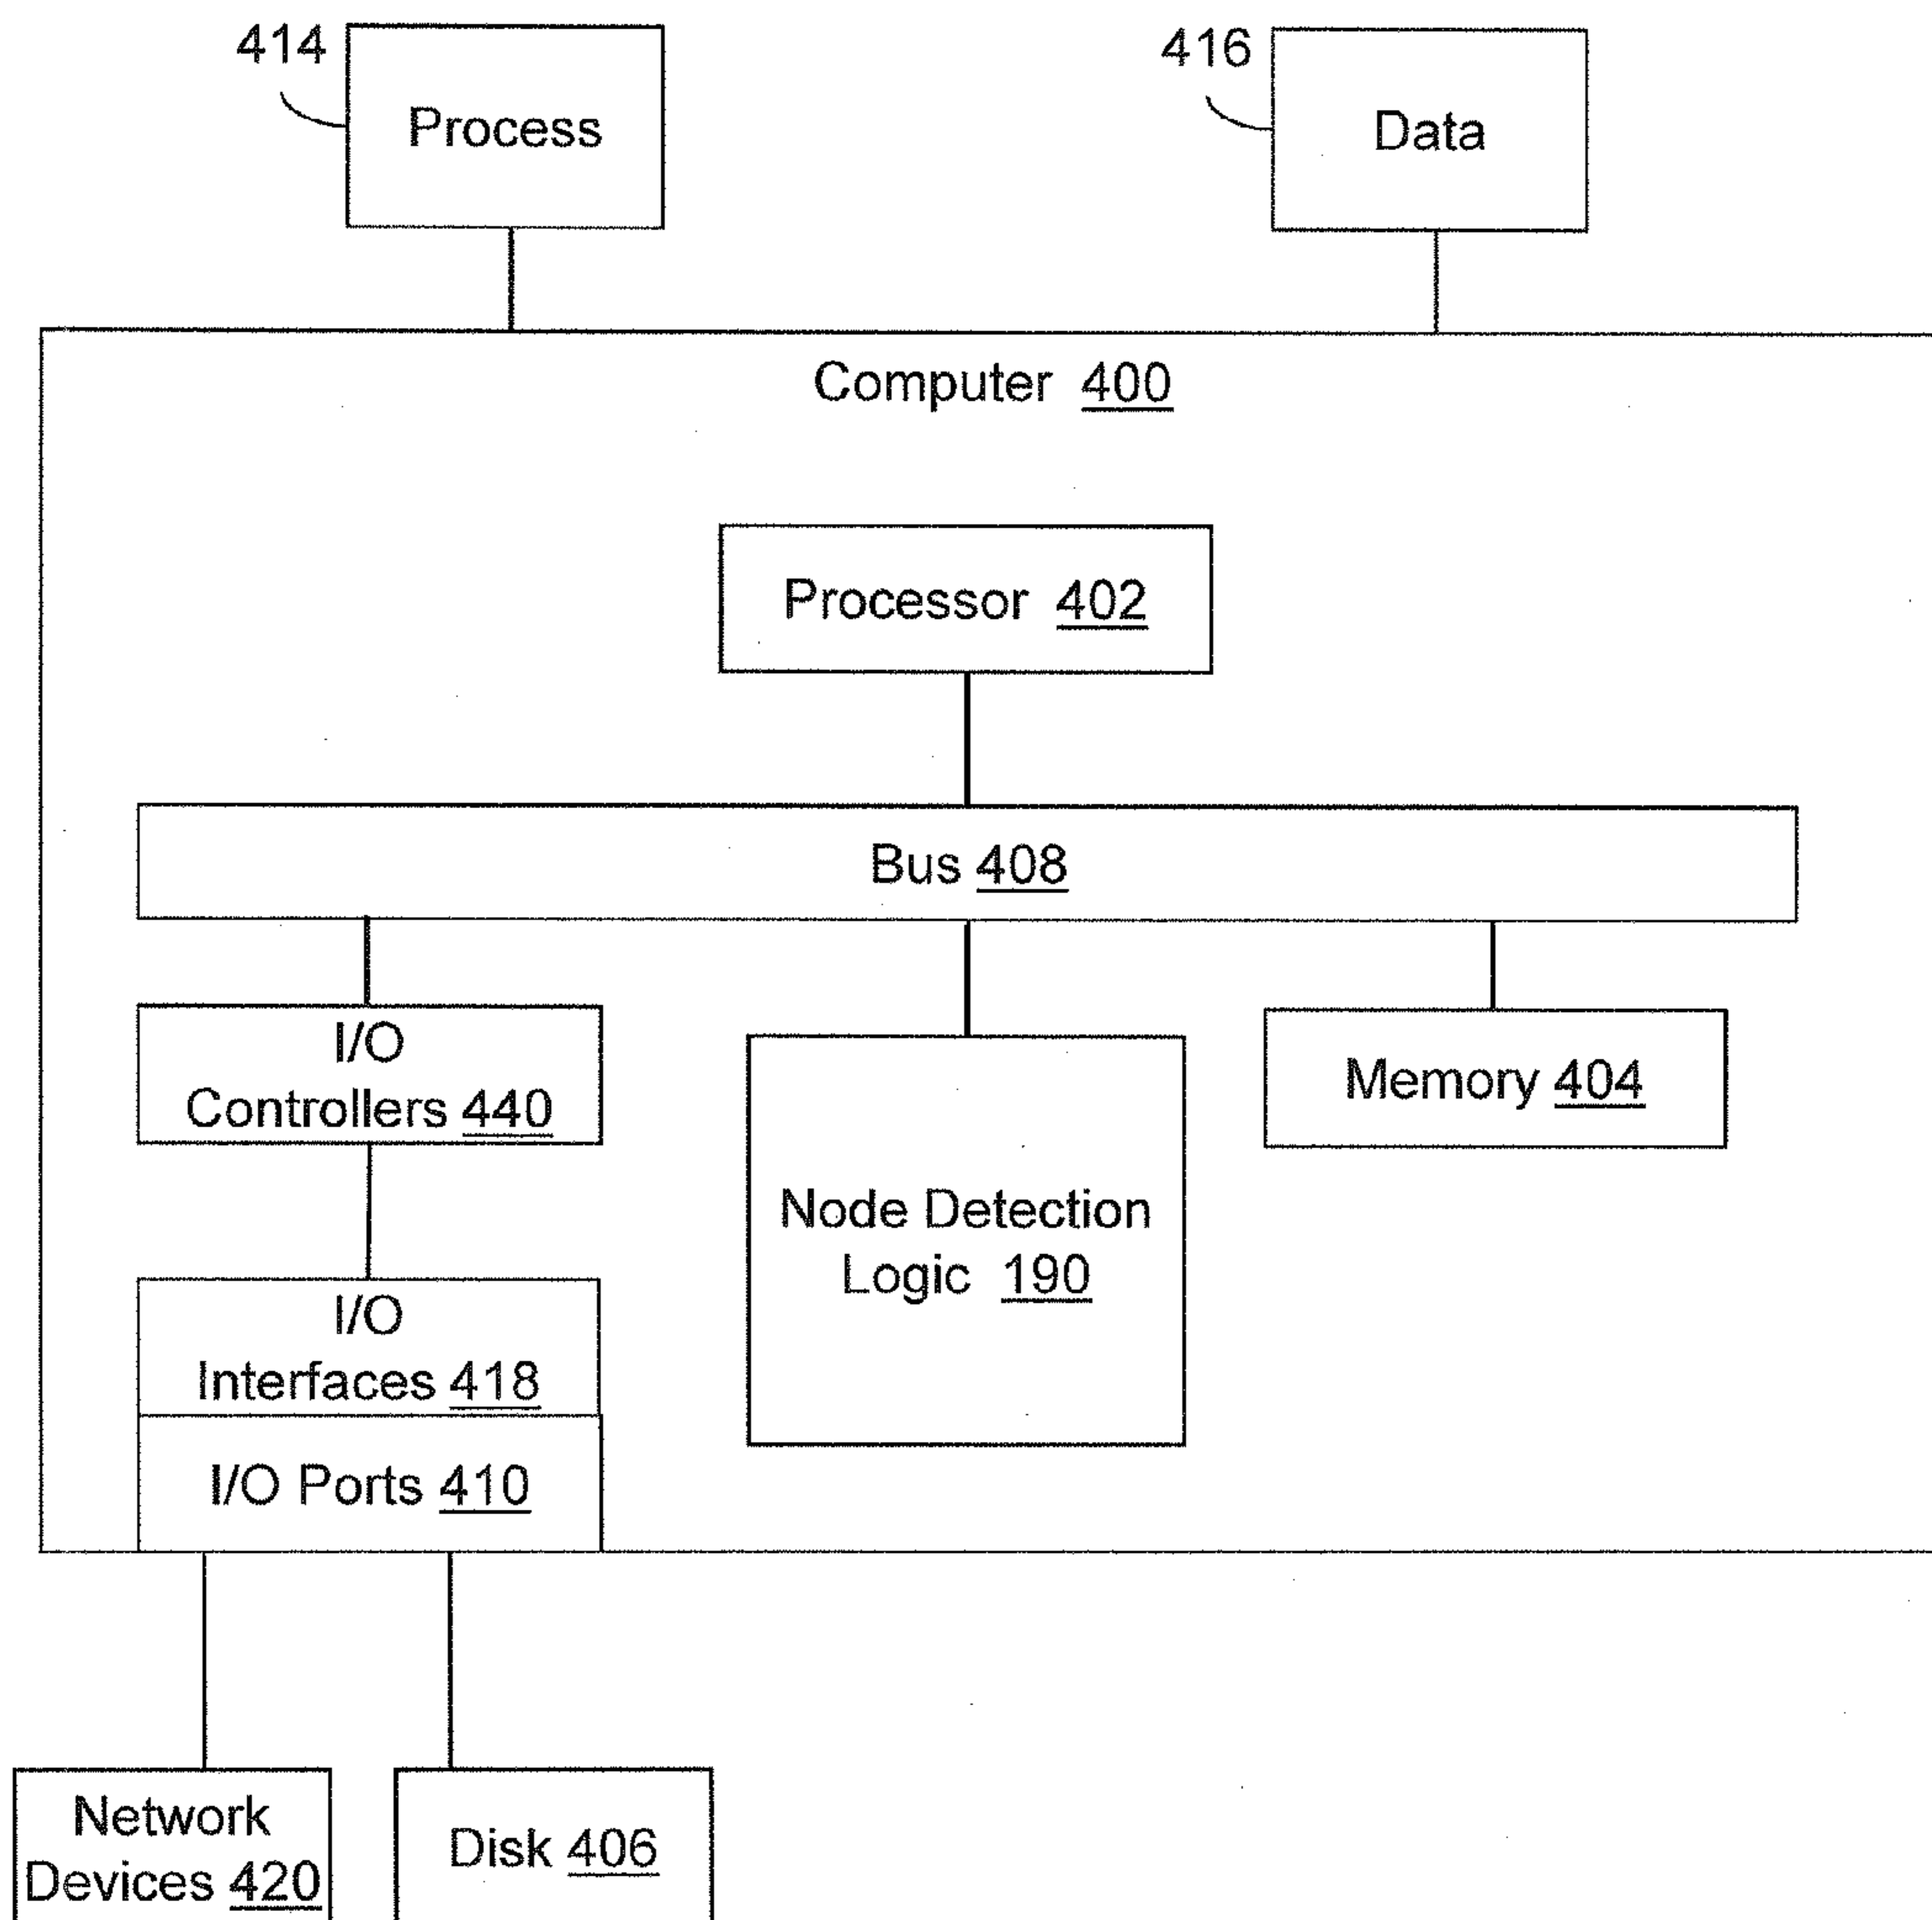 414
Process
416
Data
Computer 400
Processor 402
Bus 408
I/O
Controllers 440
Node Detection
Logic 190
Memory 404
I/O
Interfaces 418
I/O Ports 410
Network
Devices 420
Disk 406